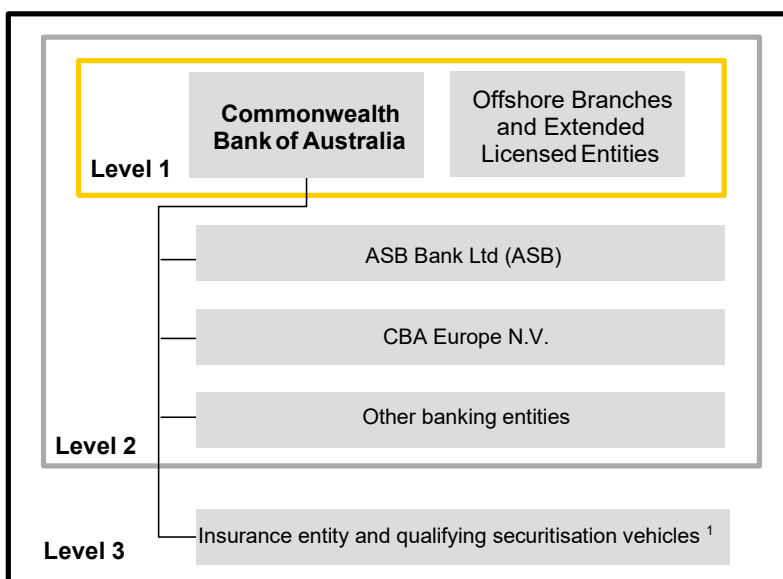 Commonwealth
Bank of Australia
Offshore Branches
and Extended
Licensed Entities
Level 1
ASB Bank Ltd (ASB)
CBA Europe N.V.
Other banking entities
Level 2
Insurance entity and qualifying securitisation vehicles 1
Level 3